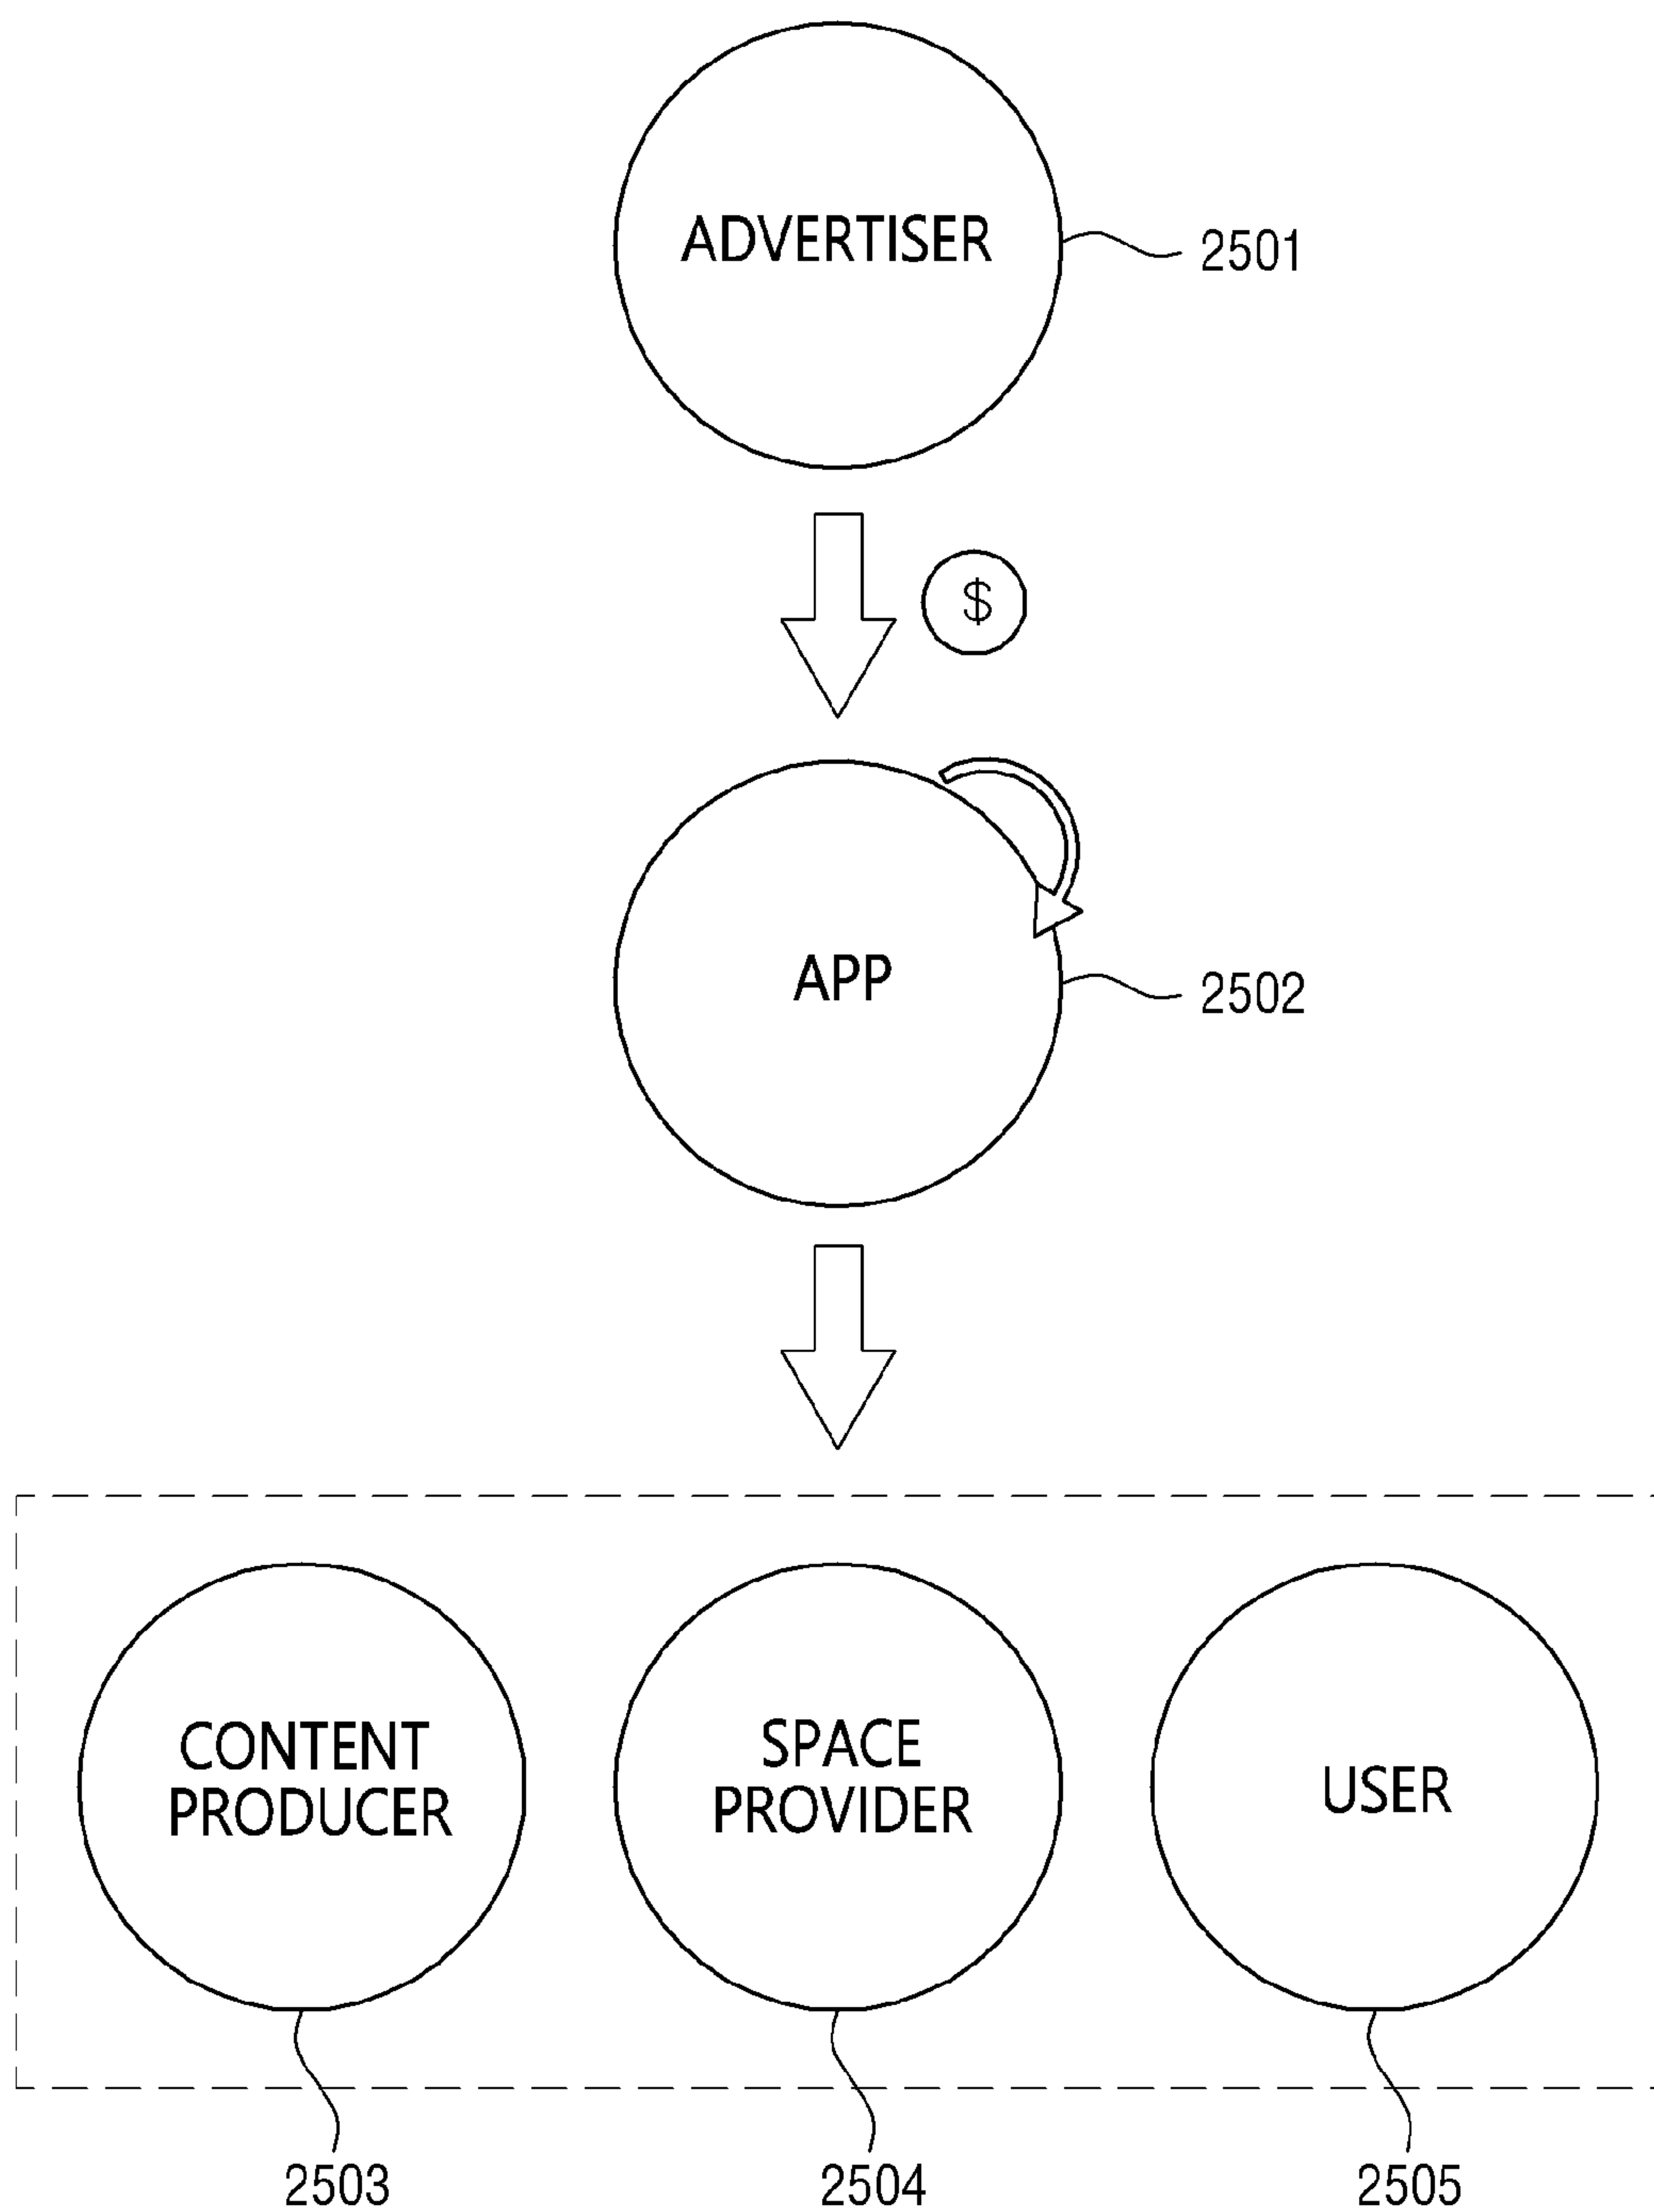 ADVERTISER
2501
$
APP
2502
CONTENT
PRODUCER
SPACE
PROVIDER
USER
2503
2504
2505